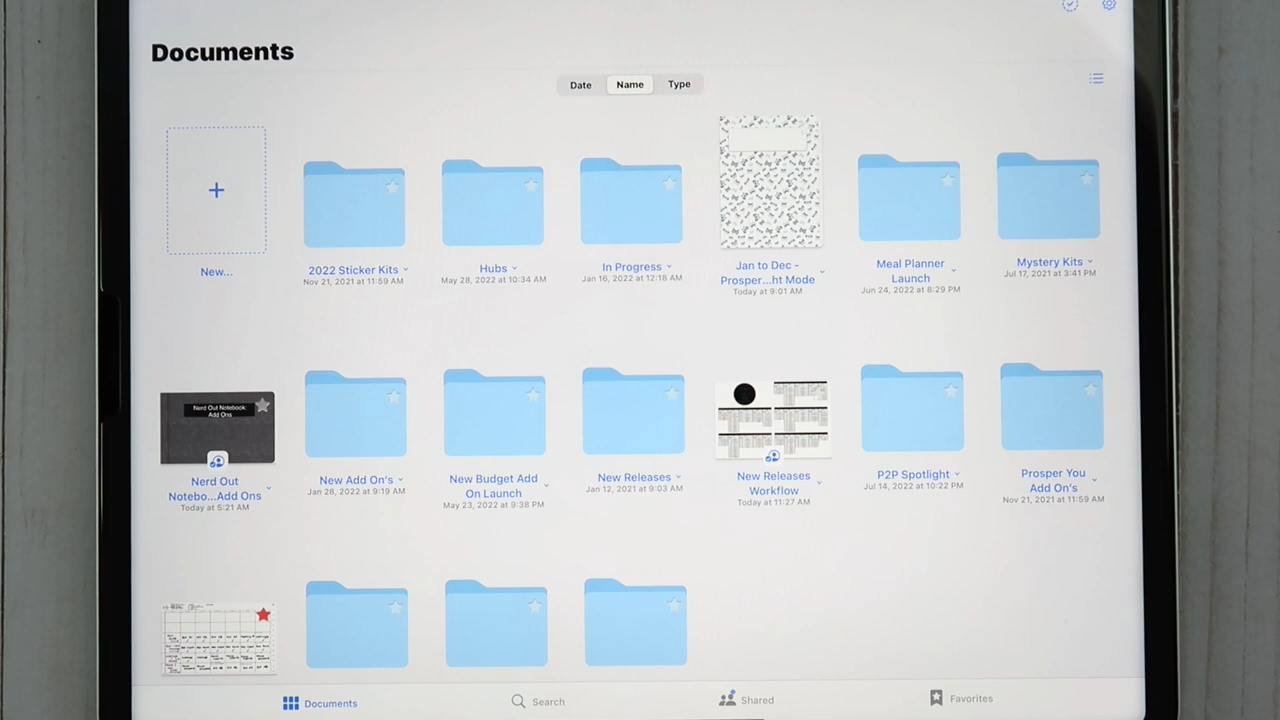 Documents
Date Name Type
New...
2022 Sticker Kits
Nov 21, 2021 at 11:59 AM
Hubs
May 28, 2022 at 10:34 AM
In Progress
Jan 16, 2022 at 12:18 AM
Jan to Dec -
Prosper...ht Mode
Today at 9:01 AM
Meal Planner
Launch
Jun 24, 2022 at 8:29 PM
Mystery Kits
Jul 17, 2021 at 3:41 PM
Nerd Out Notebook:
Add Ons
Nerd Out
Notebo...Add Ons
Today at 5:21 AM
New Add On's
Jan 28, 2022 at 9:19 AM
New Budget Add
On Launch
May 23, 2022 at 9:38 PM
New Releases
Jan 12, 2021 at 9:03 AM
New Releases
Workflow
Today at 11:27 AM
P2P Spotlight
Jul 14, 2022 at 10:22 PM
Prosper You
Add On's
Nov 21, 2021 at 11:59 AM
Documents Search Shared Favorites